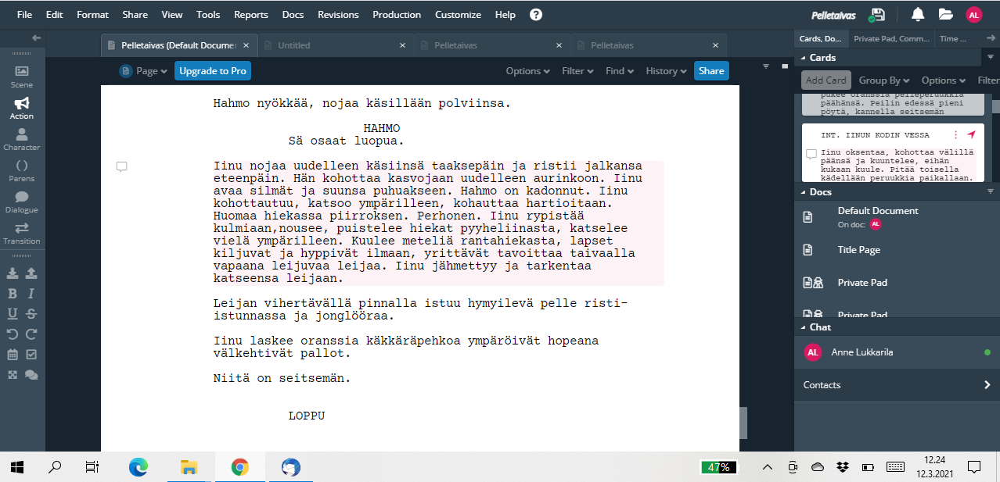 File Edit Format Share View Tools Reports Docs Revisions Production Customize Help ?
Pelletaivas AL
Pelletaivas (Default Documen × Untitled × Pelletaivas × Pelletaivas ×
Cards, Do... Private Pad, Comm... Time ...
Page Upgrade to Pro Options Filter Find History Share
Scene
Action
Character
Parens
Dialogue
Transition
B I
U S
Hahmo nyökkää, nojaa käsillään polviinsa.
HAHMO
Sä osaat luopua.
Iinu nojaa uudelleen käsiinsä taaksepäin ja ristii jalkansa
eteenpäin. Hän kohottaa kasvojaan uudelleen aurinkoon. Iinu
avaa silmät ja suunsa puhuakseen. Hahmo on kadonnut. Iinu
kohottautuu, katsoo ympärilleen, kohauttaa hartioitaan.
Huomaa hiekassa piirroksen. Perhonen. Iinu rypistää
kulmiaan,nousee, puistelee hiekat pyyheliinasta, katselee
vielä ympärilleen. Kuulee meteliä rantahiekasta, lapset
kiljuvat ja hyppivät ilmaan, yrittävät tavoittaa taivaalla
vapaana leijuvaa leijaa. Iinu jähmettyy ja tarkentaa
katseensa leijaan.
Leijan vihertävällä pinnalla istuu hymyilevä pelle risti-
istunnassa ja jonglööraa.
Iinu laskee oranssia käkkäräpehkoa ympäröivät hopeana
välkehtivät pallot.
Niitä on seitsemän.
LOPPU
Cards
Add Card Group By Options Filter
pukee oranssia pelleperuukkia
päähänsä. Peilin edessä pieni
pöytä, kannella seitsemän
INT. IINUN KODIN VESSA
Iinu oksentaa, kohottaa välillä
päänsä ja kuuntelee, eihän
kukaan kuule. Pitää toisella
kädellään peruukkia paikallaan.
Docs
Default Document
On doc: AL
Title Page
Private Pad
Private Pad
Chat
AL Anne Lukkarila
Contacts
47%
12.24
12.3.2021